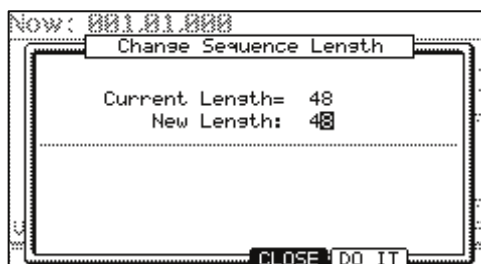 Now: 001.01.000
Change Sequence Length
Current Length= 48
New Length: 48
CLOSE DO IT